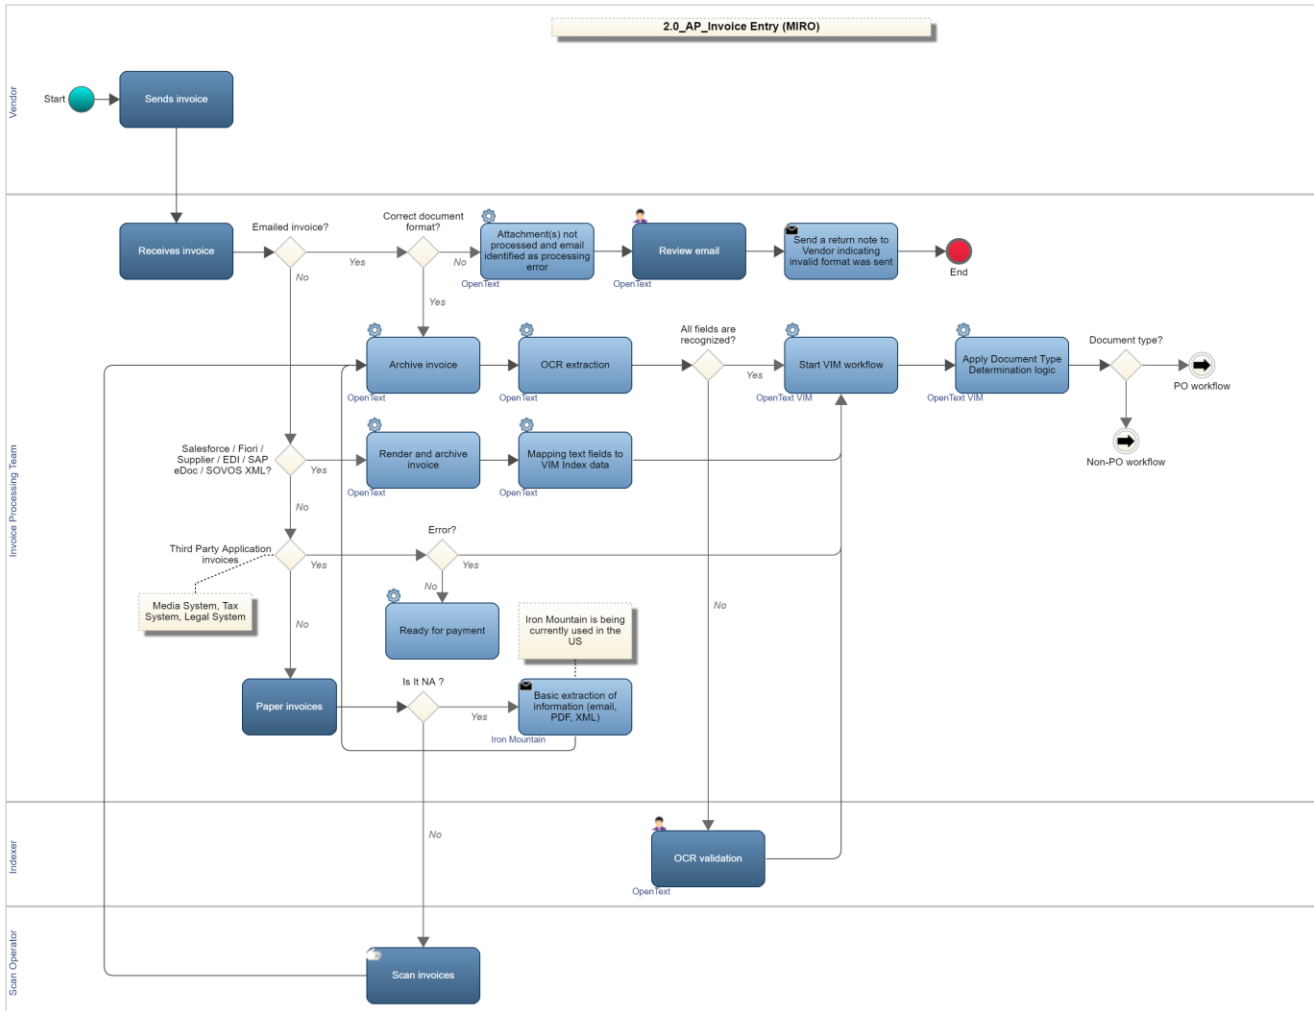 2.0_AP_Invoice Entry (MIRO)
Vendor
Start
Sends invoice
Invoice Processing Team
Receives invoice
Emailed invoice?
Yes
No
Correct document
format?
No
Yes
Attachment(s) not
processed and email
identified as processing
error
OpenText
Review email
OpenText
Send a return note to
Vendor indicating
invalid format was sent
End
Archive invoice
OpenText
OCR extraction
OpenText
All fields are
recognized?
Yes
No
Start VIM workflow
OpenText VIM
Apply Document Type
Determination logic
OpenText VIM
Document type?
PO workflow
Non-PO workflow
Salesforce / Fiori /
Supplier / EDI / SAP
eDoc / SOVOS XML?
Yes
No
Render and archive
invoice
OpenText
Mapping text fields to
VIM Index data
OpenText
Third Party Application
invoices
Yes
No
Media System, Tax
System, Legal System
Error?
Yes
No
Ready for payment
Iron Mountain is being
currently used in the
US
Paper invoices
Is It NA ?
Yes
No
Basic extraction of
information (email,
PDF, XML)
Iron Mountain
Indexer
OCR validation
OpenText
Scan Operator
Scan invoices